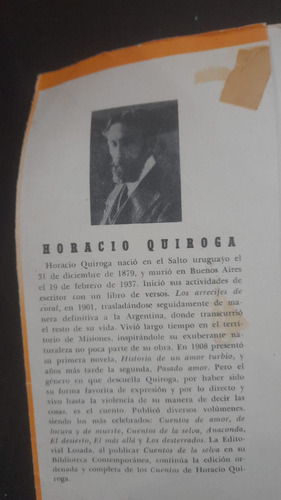 HORACIO QUIROGA
Horacio Quiroga nació en el Salto uruguayo el
31 de diciembre de 1879, y murió en Buenos Aires
el 19 de febrero de 1937. Inició sus actividades de
escritor con un libro de versos. Los arrecifes de
coral, en 1901, trasladándose seguidamente de ma-
nera definitiva a la Argentina, donde transcurrió
el resto de su vida. Vivió largo tiempo en el terri-
torio de Misiones, inspirándole su exuberante na-
turaleza no poca parte de su obra. En 1908 presentó
su primera novela, Historia de un amor turbio, y
años más tarde la segunda, Pasado amor. Pero el
género en que descuella Quiroga, por haber sido
su forma favorita de expresión y por lo directo y
vivo hasta la violencia de su manera de decir las
cosas, es el cuento. Publicó diversos volúmenes,
siendo los más celebrados: Cuentos de amor, de
locura y de muerte, Cuentos de la selva, Anaconda,
El desierto, El más allá y Los desterrados. La Edito-
rial Losada, al publicar Cuentos de la selva en su
Biblioteca Contemporánea, continúa la edición or-
denada y completa de los Cuentos de Horacio Qui-
roga.